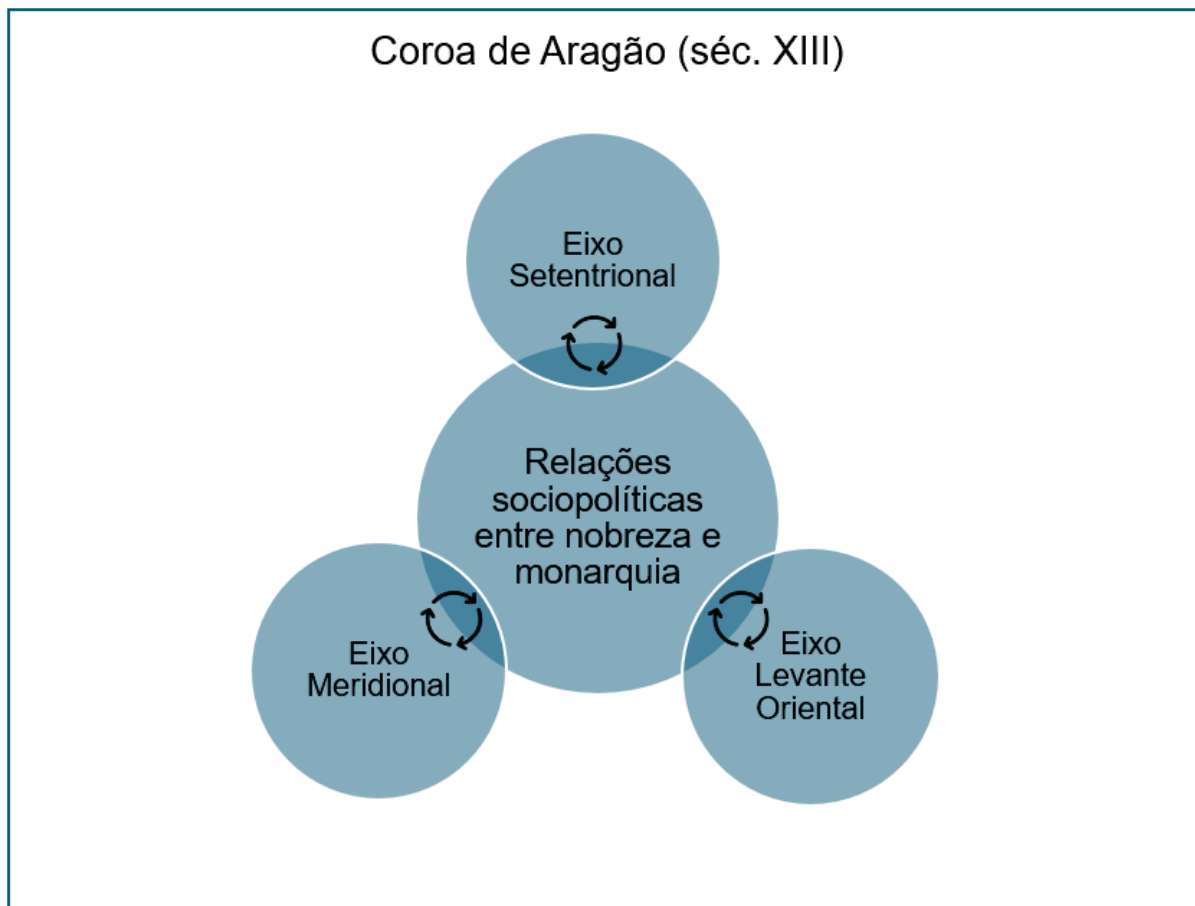 Coroa de Aragão (séc. XIII)
Eixo
Setentrional
Relações
sociopolíticas
entre nobreza e
monarquia
Eixo
Meridional
Eixo
Levante
Oriental